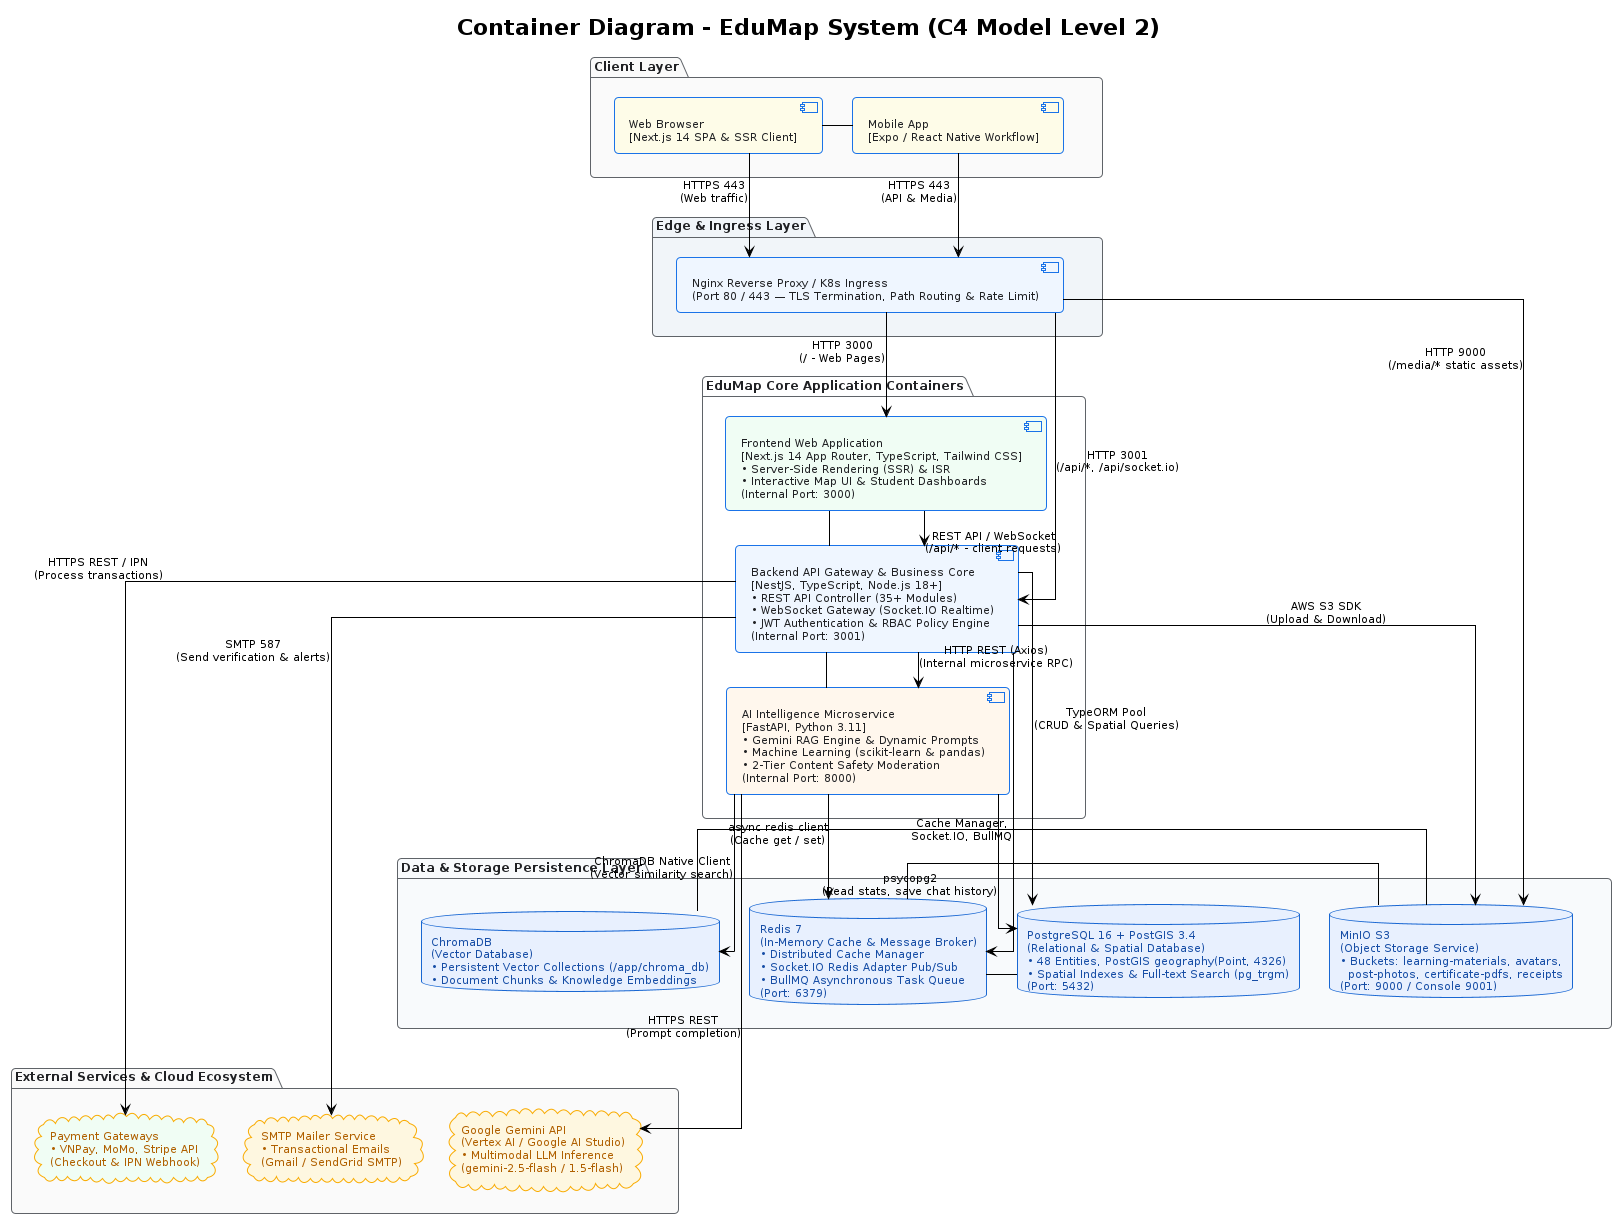 Container Diagram - EduMap System (C4 Model Level 2)
Client Layer
Web Browser
[Next.js 14 SPA & SSR Client]
Mobile App
[Expo / React Native Workflow]
HTTPS 443
(Web traffic)
HTTPS 443
(API & Media)
Edge & Ingress Layer
Nginx Reverse Proxy / K8s Ingress
(Port 80 / 443 — TLS Termination, Path Routing & Rate Limit)
HTTP 3000
(/ - Web Pages)
HTTP 9000
(/media/* static assets)
EduMap Core Application Containers
Frontend Web Application
[Next.js 14 App Router, TypeScript, Tailwind CSS]
• Server-Side Rendering (SSR) & ISR
• Interactive Map UI & Student Dashboards
(Internal Port: 3000)
HTTP 3001
(/api/*, /api/socket.io)
REST API / WebSocket
(/api/* - client requests)
HTTPS REST / IPN
(Process transactions)
Backend API Gateway & Business Core
[NestJS, TypeScript, Node.js 18+]
• REST API Controller (35+ Modules)
• WebSocket Gateway (Socket.IO Realtime)
• JWT Authentication & RBAC Policy Engine
(Internal Port: 3001)
AWS S3 SDK
(Upload & Download)
SMTP 587
(Send verification & alerts)
HTTP REST (Axios)
(Internal microservice RPC)
AI Intelligence Microservice
[FastAPI, Python 3.11]
• Gemini RAG Engine & Dynamic Prompts
• Machine Learning (scikit-learn & pandas)
• 2-Tier Content Safety Moderation
(Internal Port: 8000)
TypeORM Pool
(CRUD & Spatial Queries)
async redis client
(Cache get / set)
Cache Manager,
Socket.IO, BullMQ
ChromaDB Native Client
(Vector similarity search)
psycopg2
(Read stats, save chat history)
Data & Storage Persistence Layer
ChromaDB
(Vector Database)
• Persistent Vector Collections (/app/chroma_db)
• Document Chunks & Knowledge Embeddings
Redis 7
(In-Memory Cache & Message Broker)
• Distributed Cache Manager
• Socket.IO Redis Adapter Pub/Sub
• BullMQ Asynchronous Task Queue
(Port: 6379)
PostgreSQL 16 + PostGIS 3.4
(Relational & Spatial Database)
• 48 Entities, PostGIS geography(Point, 4326)
• Spatial Indexes & Full-text Search (pg_trgm)
(Port: 5432)
MinIO S3
(Object Storage Service)
• Buckets: learning-materials, avatars,
post-photos, certificate-pdfs, receipts
(Port: 9000 / Console 9001)
HTTPS REST
(Prompt completion)
External Services & Cloud Ecosystem
Payment Gateways
• VNPay, MoMo, Stripe API
(Checkout & IPN Webhook)
SMTP Mailer Service
• Transactional Emails
(Gmail / SendGrid SMTP)
Google Gemini API
(Vertex AI / Google AI Studio)
• Multimodal LLM Inference
(gemini-2.5-flash / 1.5-flash)